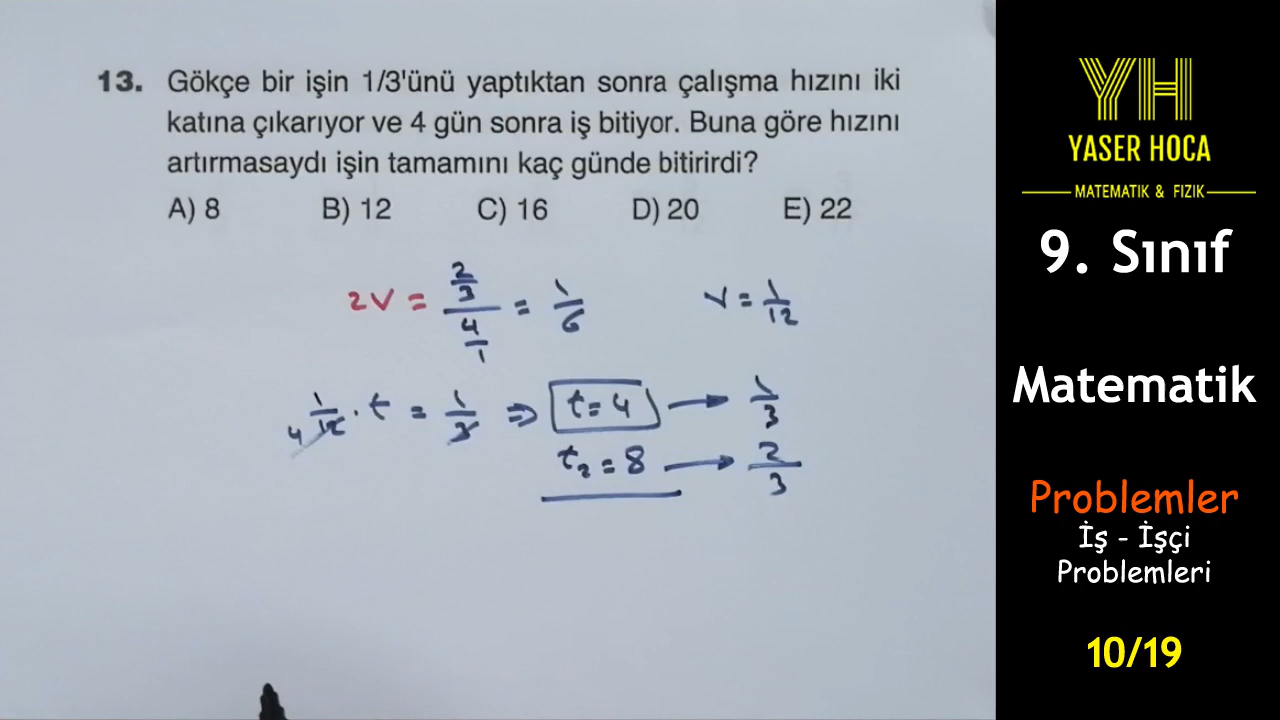 13. Gökçe bir işin 1/3'ünü yaptıktan sonra çalışma hızını iki
katına çıkarıyor ve 4 gün sonra iş bitiyor. Buna göre hızını
artırmasaydı işin tamamını kaç günde bitirirdi?
A) 8 B) 12 C) 16 D) 20 E) 22
2V = (2/3)/(4/1) = 1/6 V = 1/12
4 1/12 . t = 1/3 ⇒ t = 4 → 1/3
t₂ = 8 → 2/3
YH
YASER HOCA
MATEMATIK & FIZIK
9. Sınıf
Matematik
Problemler
İş - İşçi
Problemleri
10/19